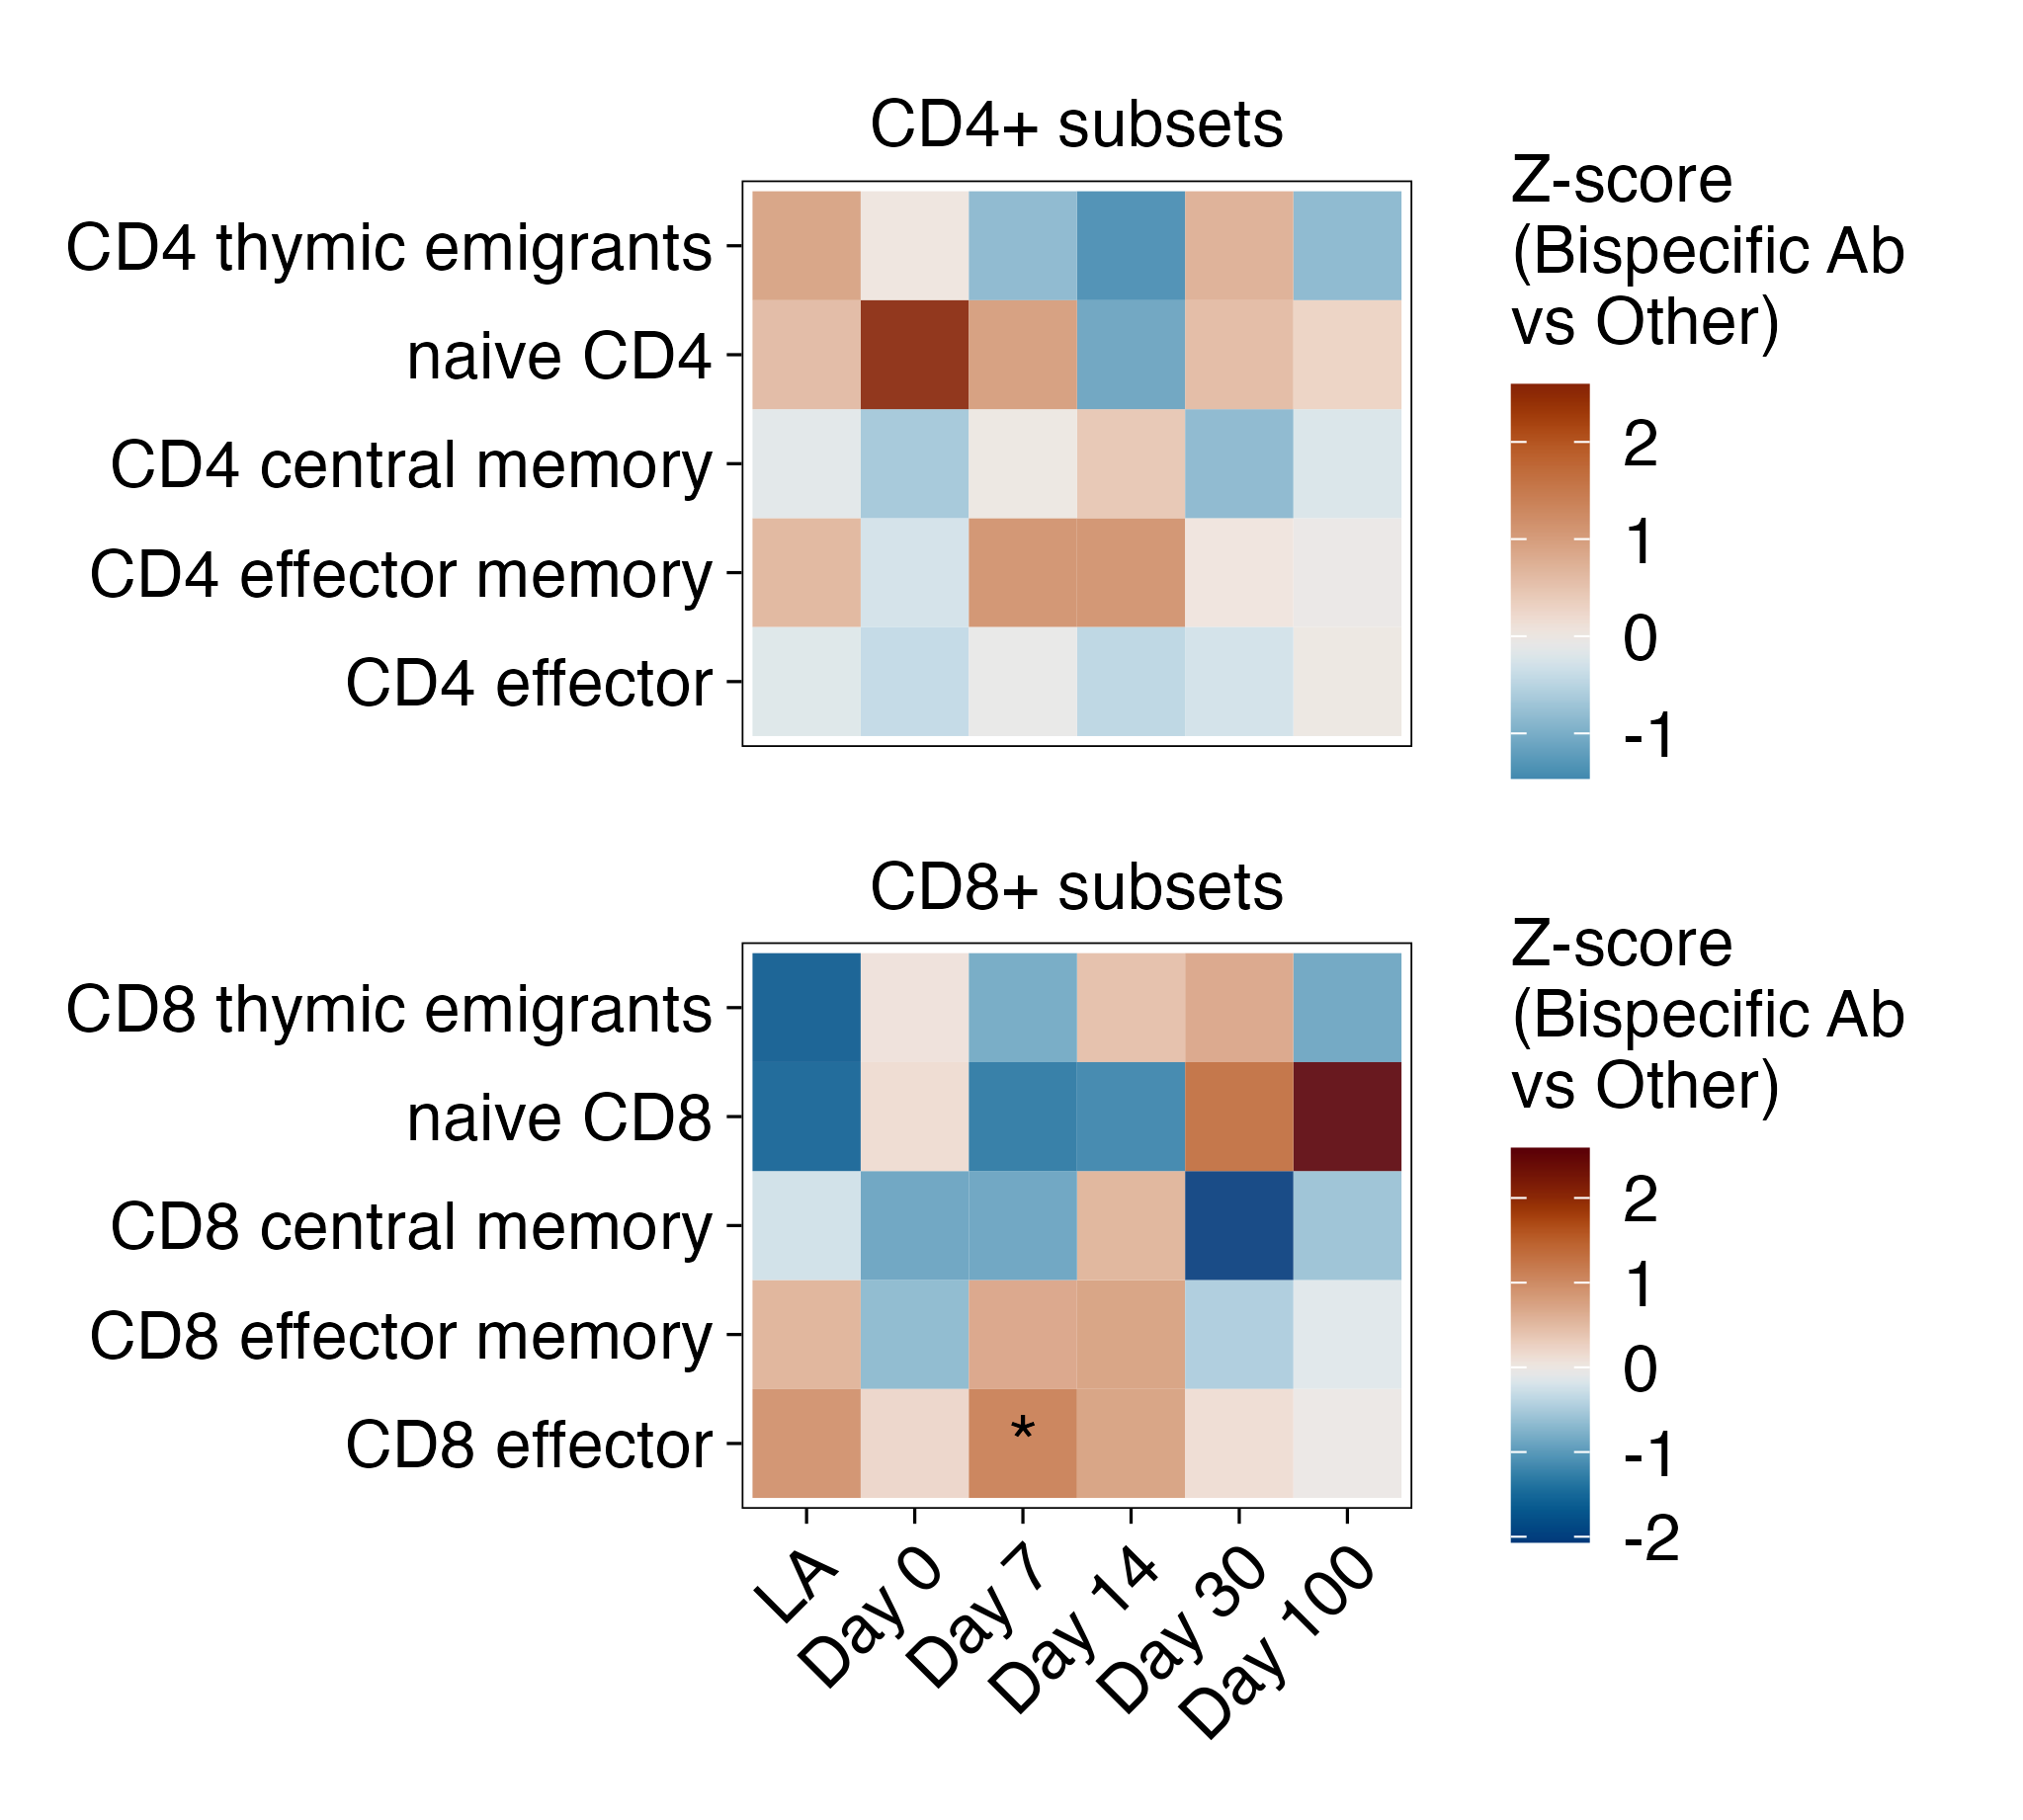 CD4+ subsets
CD4 thymic emigrants
naive CD4
CD4 central memory
CD4 effector memory
CD4 effector
Z-score
(Bispecific Ab
vs Other)
2
1
0
-1
CD8+ subsets
CD8 thymic emigrants
naive CD8
CD8 central memory
CD8 effector memory
CD8 effector
*
LA
Day 0
Day 7
Day 14
Day 30
Day 100
Z-score
(Bispecific Ab
vs Other)
2
1
0
-1
-2